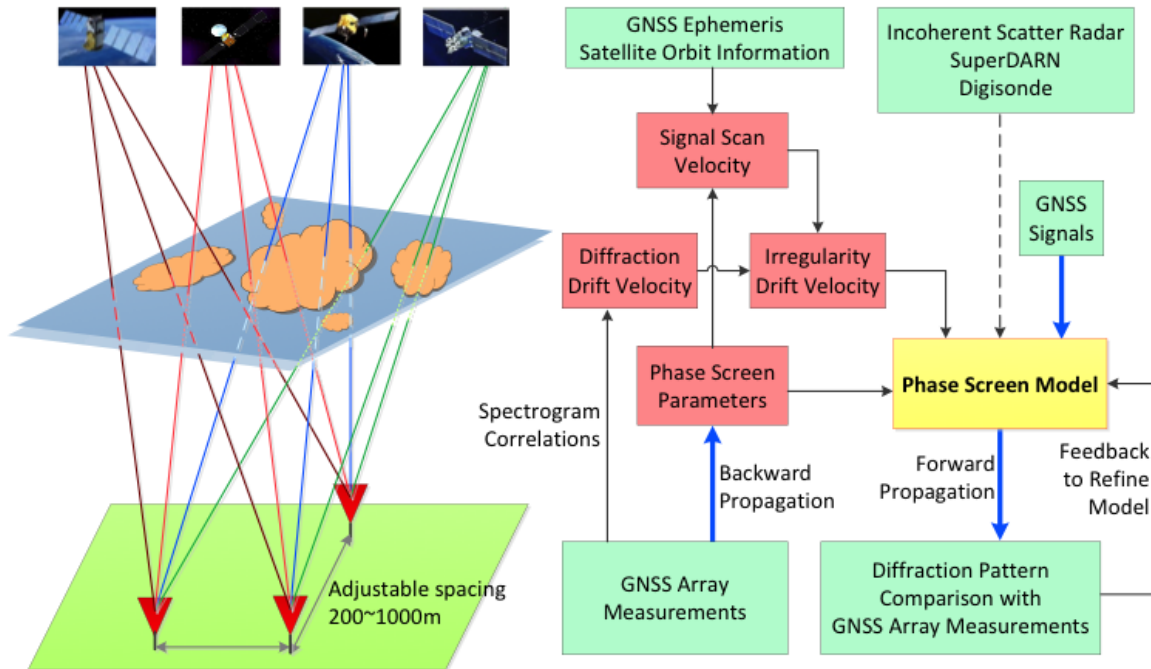 GNSS Ephemeris
Satellite Orbit Information
Incoherent Scatter Radar
SuperDARN
Digisonde
Signal Scan
Velocity
GNSS
Signals
Diffraction
Drift Velocity
Irregularity
Drift Velocity
Phase Screen
Parameters
Phase Screen Model
Spectrogram
Correlations
Backward
Propagation
Forward
Propagation
Feedback
to Refine
Model
Adjustable spacing
200~1000m
GNSS Array
Measurements
Diffraction Pattern
Comparison with
GNSS Array Measurements